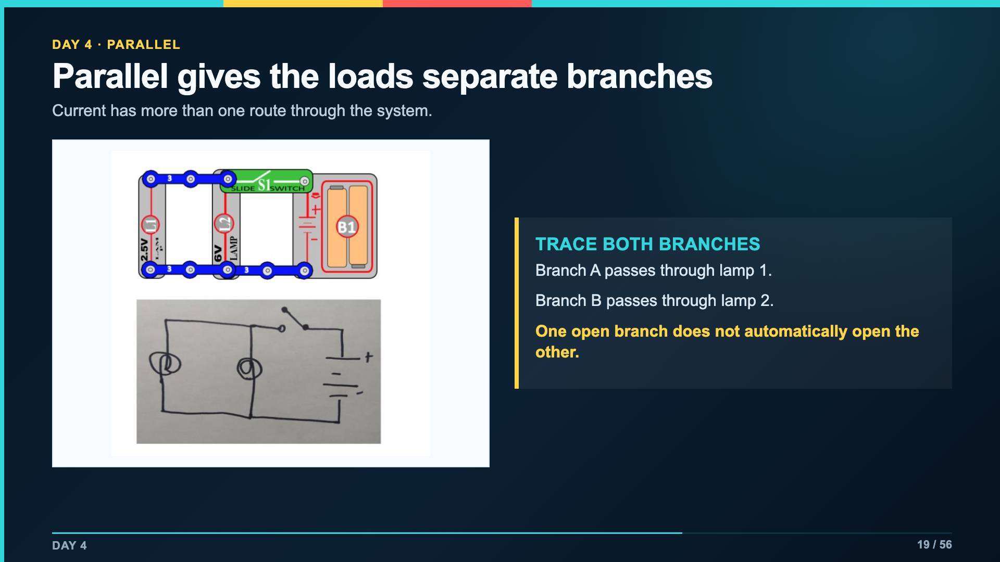 DAY 4 · PARALLEL
Parallel gives the loads separate branches
Current has more than one route through the system.
3
SLIDE S1 SWITCH
L1
2.5V
LAMP
L2
6V
LAMP
+
-
B1
3
3
+
-
TRACE BOTH BRANCHES
Branch A passes through lamp 1.
Branch B passes through lamp 2.
One open branch does not automatically open the
other.
DAY 4
19 / 56